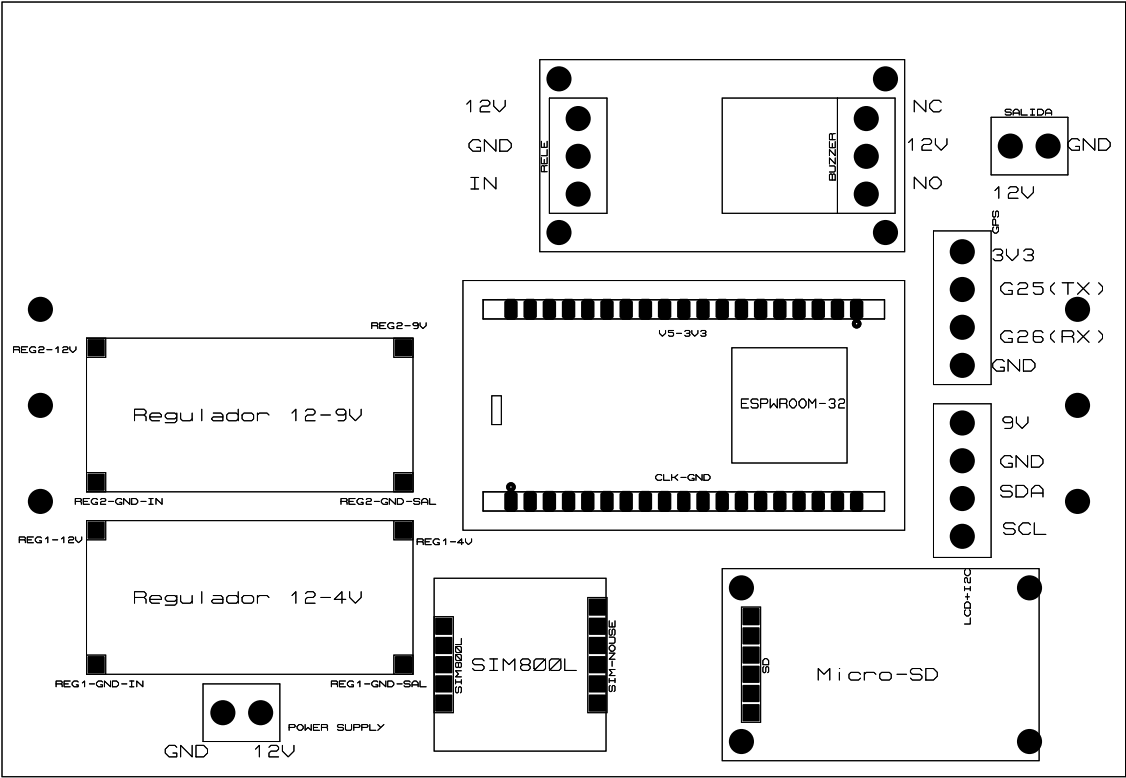 12V
GND
IN
RELE
BUZZER
NC
12V
NO
SALIDA
GND
12V
GPS
3V3
G25(TX)
G26(RX)
GND
REG2-9V
REG2-12V
Regulador 12-9V
REG2-GND-IN
REG2-GND-SAL
V5-3V3
ESPWROOM-32
CLK-GND
9V
GND
SDA
SCL
LCD+I2C
REG1-12V
REG1-4V
Regulador 12-4V
REG1-GND-IN
REG1-GND-SAL
POWER SUPPLY
GND
12V
SIM800L
SIM800L
SIM-NOUSE
SD
Micro-SD